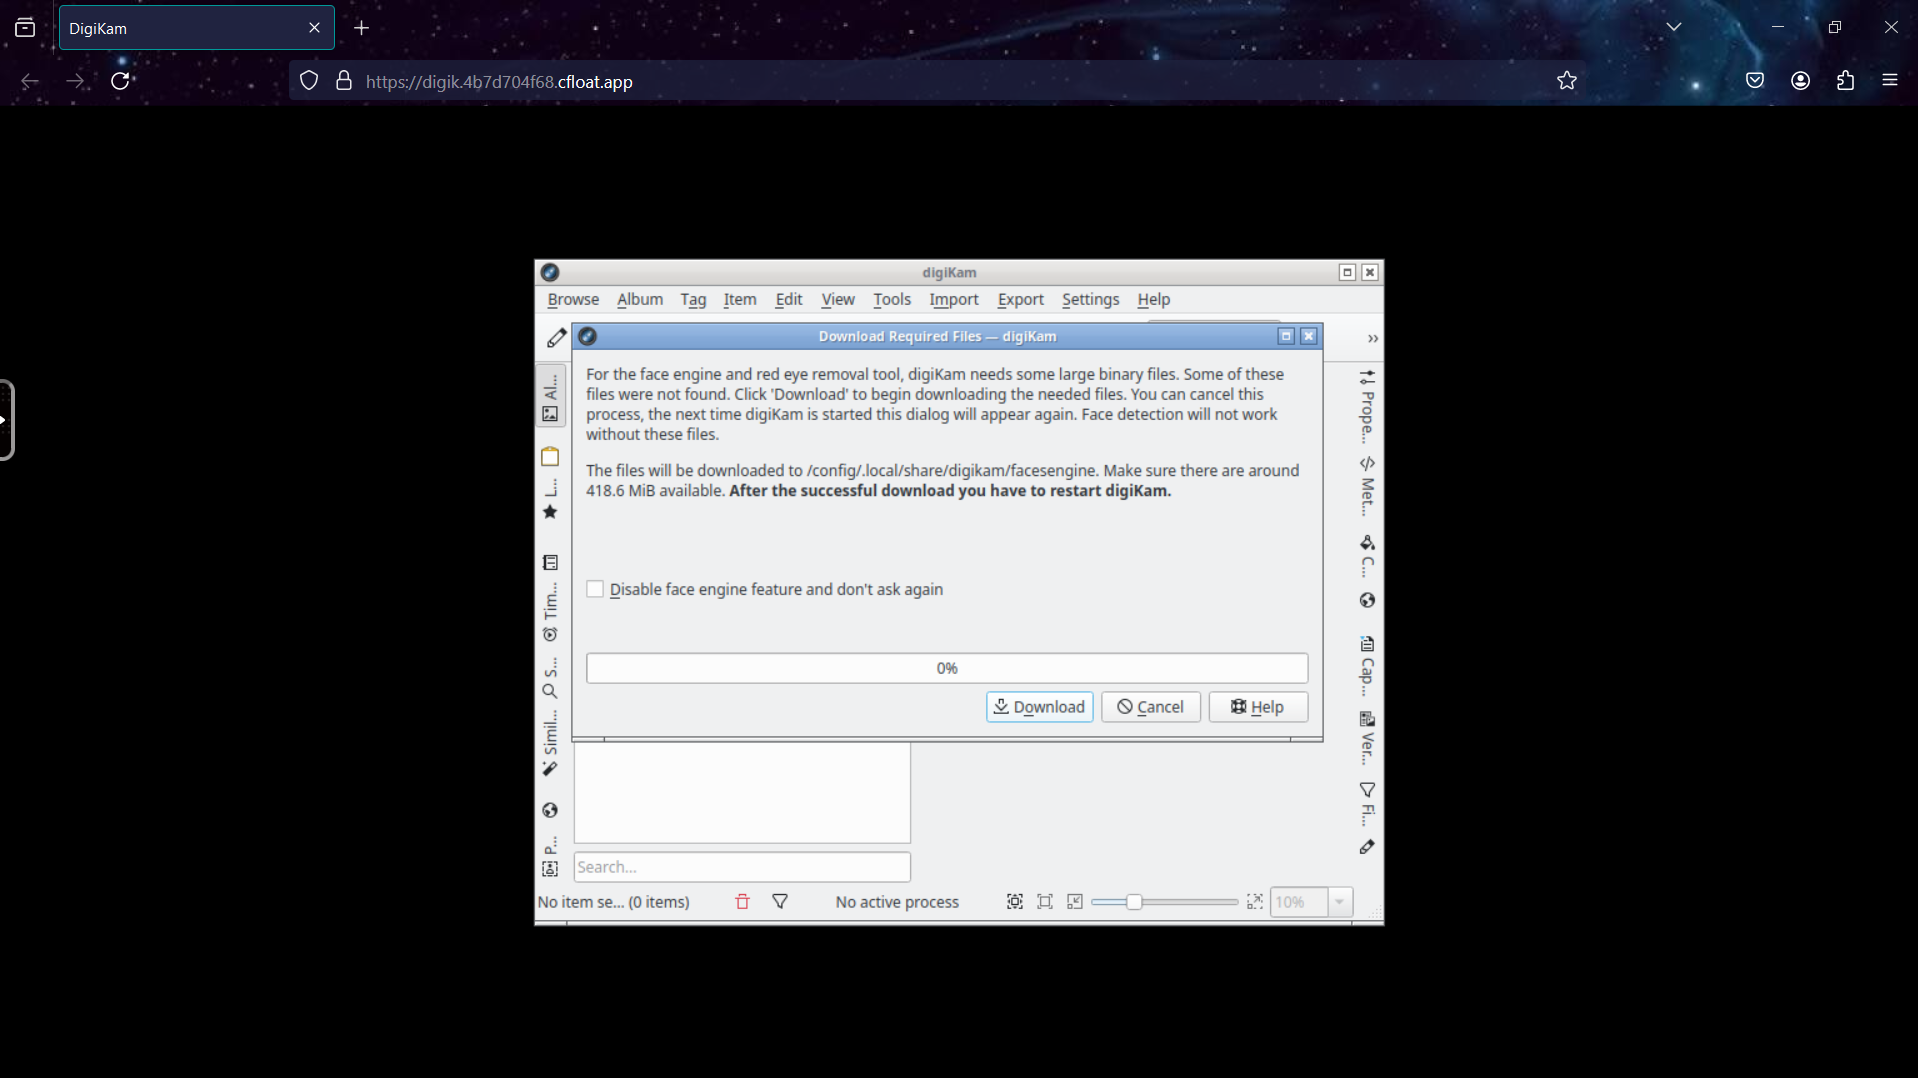 DigiKam
https://digik.4b7d704f68.cfloat.app
digiKam
Browse Album Tag Item Edit View Tools Import Export Settings Help
Download Required Files — digiKam
For the face engine and red eye removal tool, digiKam needs some large binary files. Some of these
files were not found. Click 'Download' to begin downloading the needed files. You can cancel this
process, the next time digiKam is started this dialog will appear again. Face detection will not work
without these files.
The files will be downloaded to /config/.local/share/digikam/facesengine. Make sure there are around
418.6 MiB available. After the successful download you have to restart digiKam.
Disable face engine feature and don't ask again
0%
Download Cancel Help
Al...
L...
Tim...
S...
Simil...
P...
Prope...
Met...
C...
Cap...
Ver...
Fi...
Search...
No item se... (0 items) No active process 10%